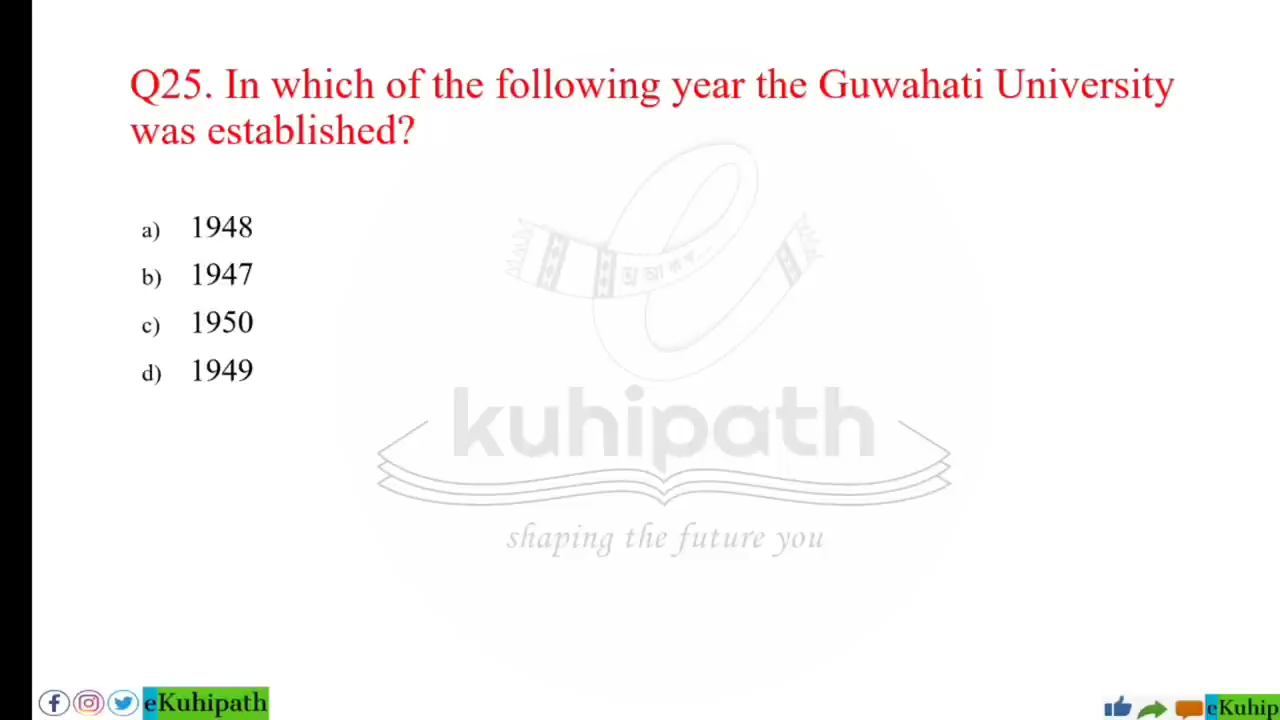 Q25. In which of the following year the Guwahati University
was established?
a) 1948
b) 1947
c) 1950
d) 1949
অ আ ক খ...
kuhipath
shaping the future you
eKuhipath
eKuhip